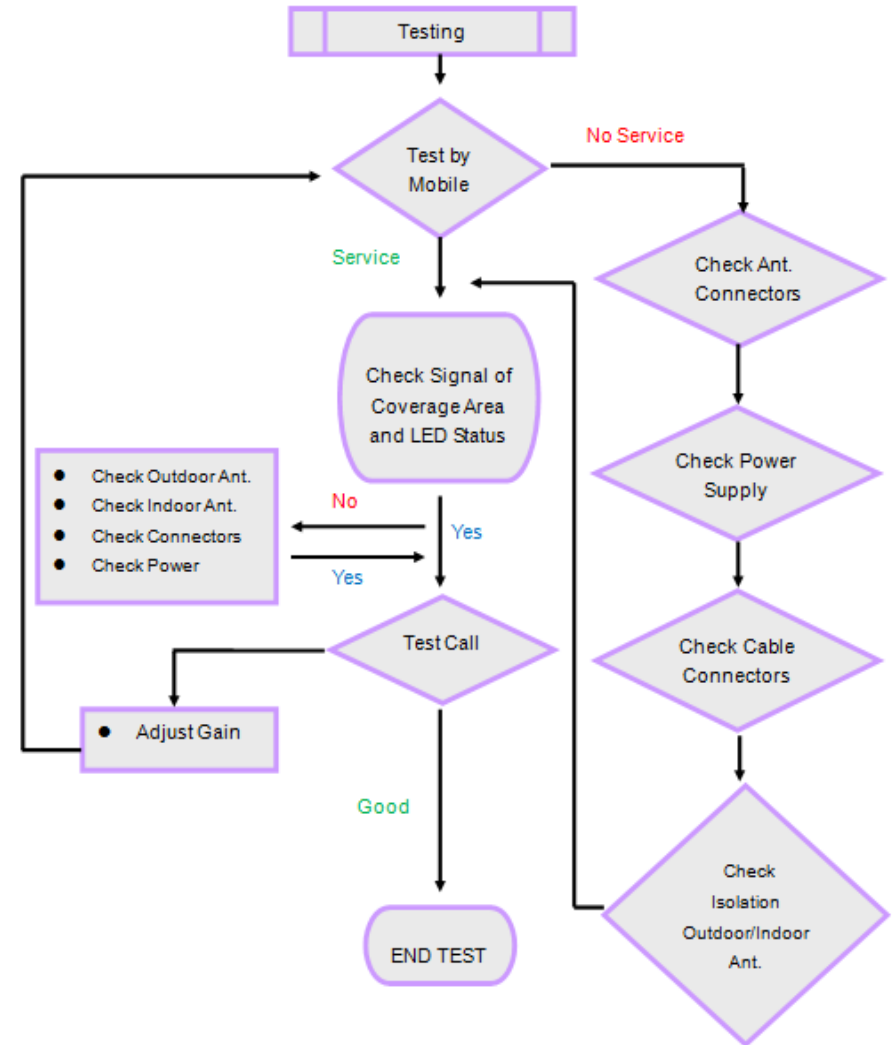 Testing
Test by
Mobile
No Service
Service
Check Ant.
Connectors
Check Signal of
Coverage Area
and LED Status
Check Power
Supply
● Check Outdoor Ant.
● Check Indoor Ant.
● Check Connectors
● Check Power
No
Yes
Yes
Test Call
Check Cable
Connectors
● Adjust Gain
Good
Check
Isolation
Outdoor/Indoor
Ant.
END TEST